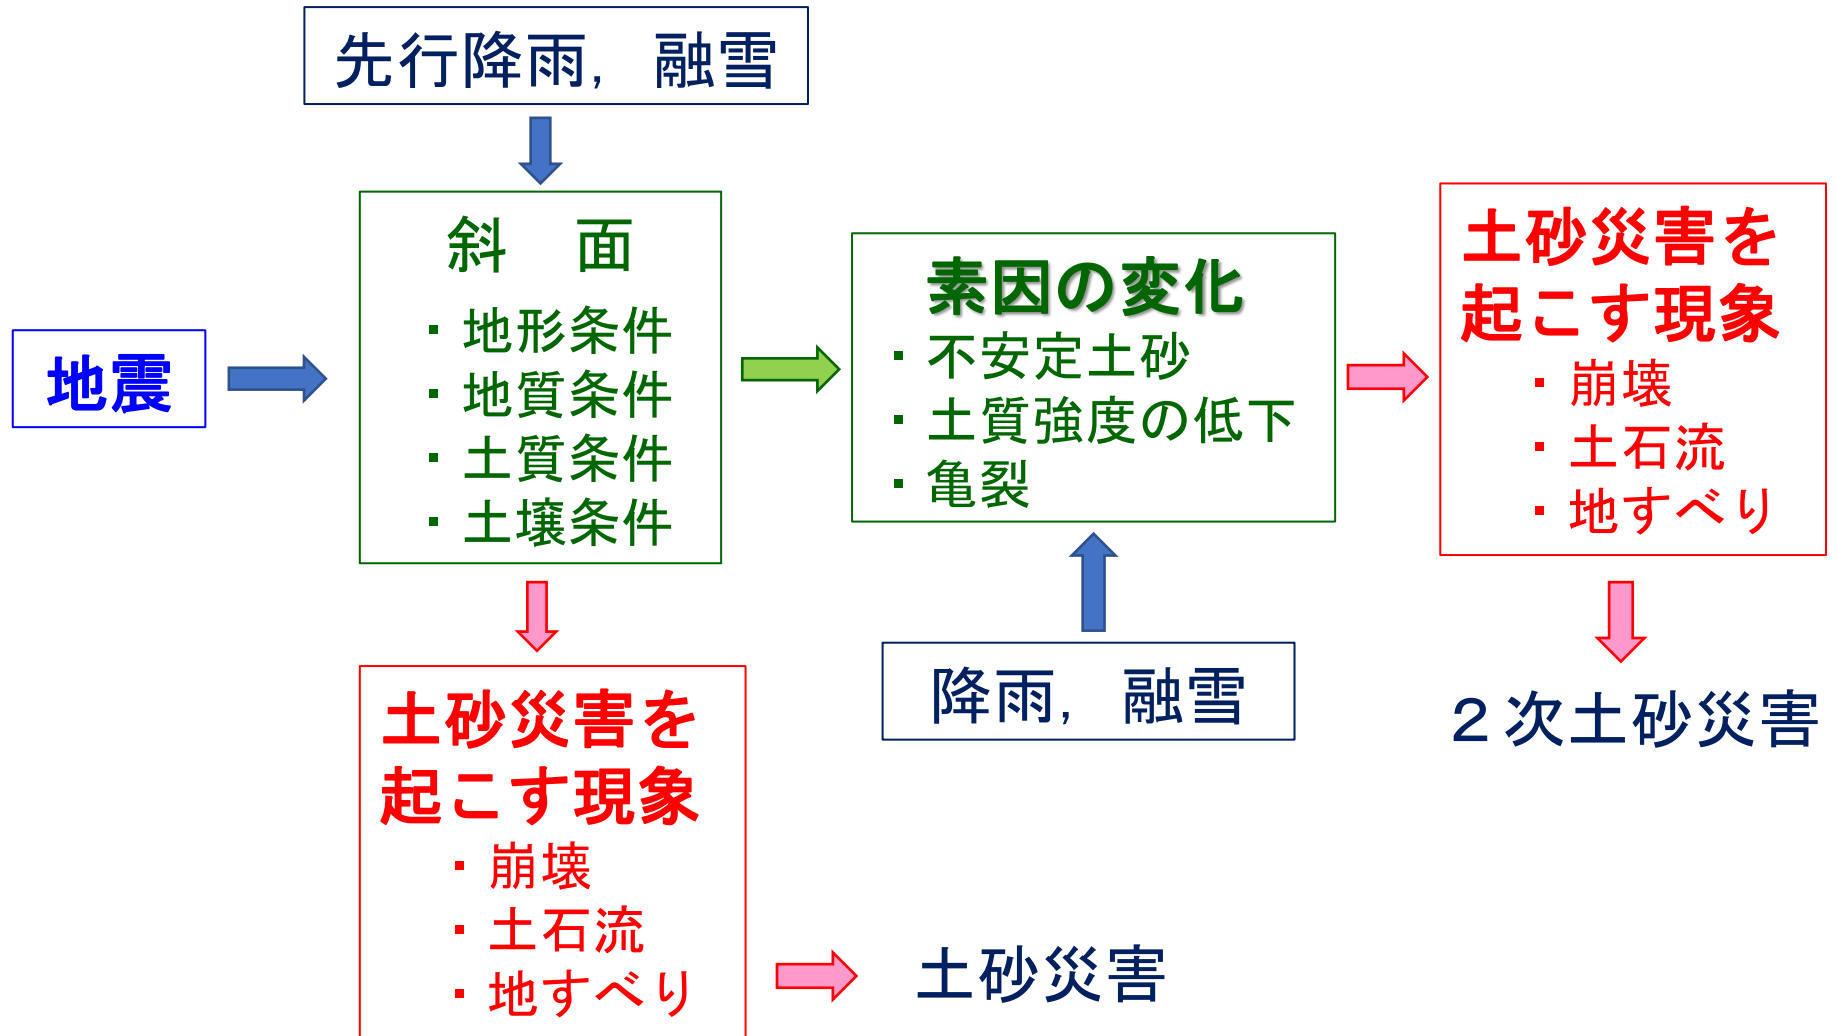 先行降雨，融雪
地震
斜　面
・地形条件
・地質条件
・土質条件
・土壌条件
素因の変化
・不安定土砂
・土質強度の低下
・亀裂
土砂災害を
起こす現象
・崩壊
・土石流
・地すべり
降雨，融雪
２次土砂災害
土砂災害を
起こす現象
・崩壊
・土石流
・地すべり
土砂災害